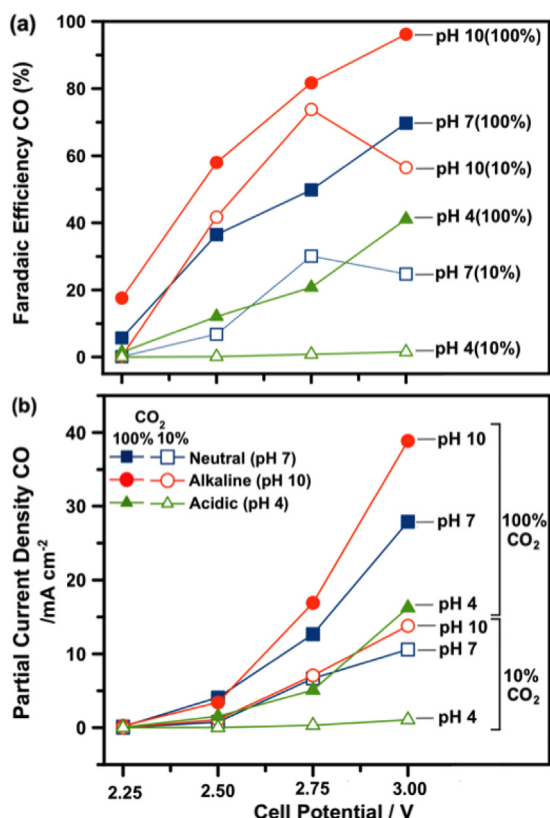 (a)
100
80
60
40
20
0
Faradaic Efficiency CO (%)
pH 10(100%)
pH 7(100%)
pH 10(10%)
pH 4(100%)
pH 7(10%)
pH 4(10%)
(b)
CO₂
100% 10%
Neutral (pH 7)
Alkaline (pH 10)
Acidic (pH 4)
40
30
20
10
0
Partial Current Density CO
/mA cm⁻²
pH 10
pH 7
pH 4
100%
CO₂
pH 10
pH 7
pH 4
10%
CO₂
2.25 2.50 2.75 3.00
Cell Potential / V